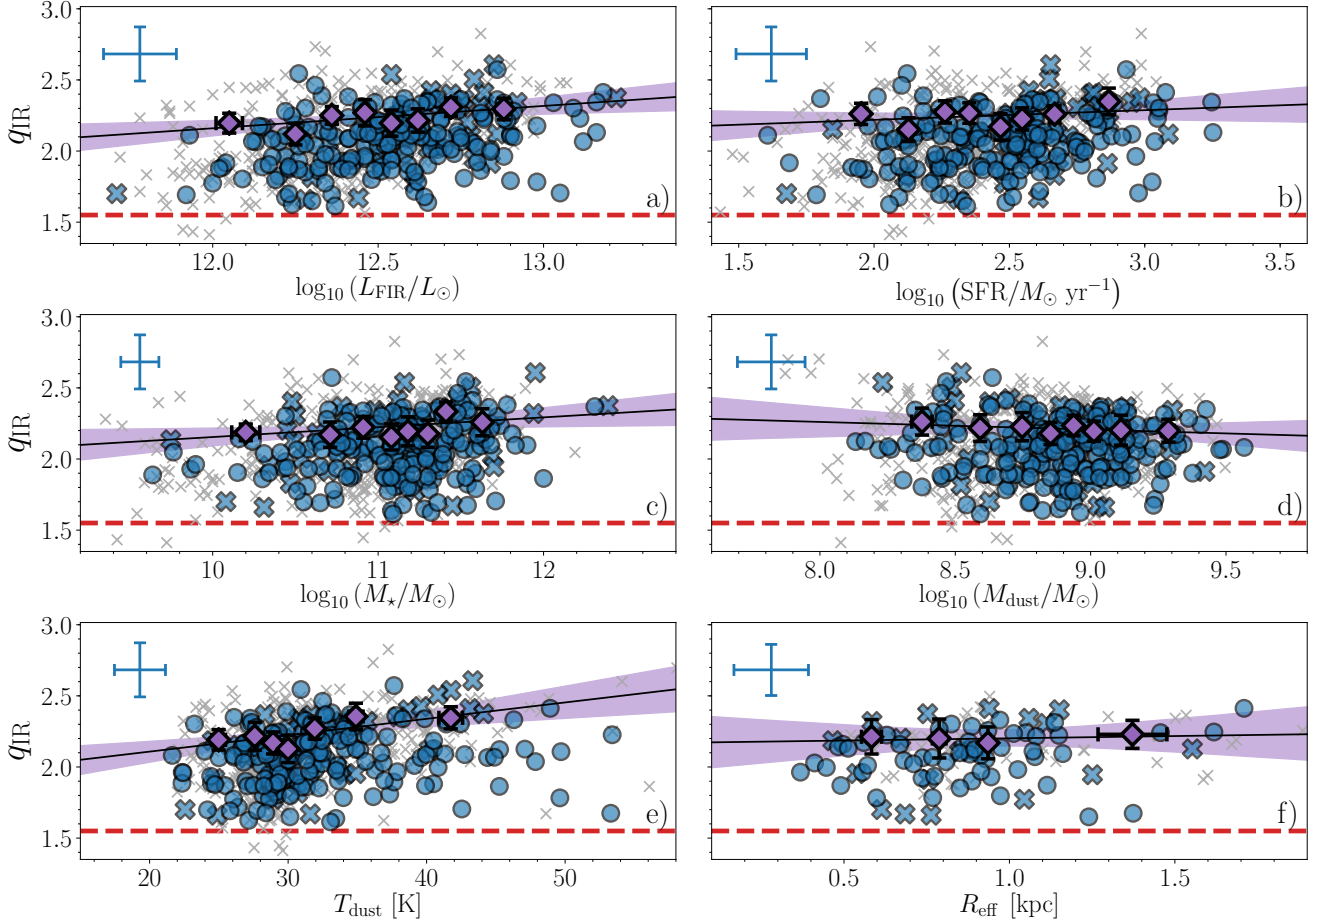 3.0
2.5
2.0
1.5
q_IR
a)
12.0 12.5 13.0
log₁₀ (L_FIR/L_⊙)
b)
1.5 2.0 2.5 3.0 3.5
log₁₀ (SFR/M_⊙ yr⁻¹)
3.0
2.5
2.0
1.5
q_IR
c)
10 11 12
log₁₀ (M_⋆/M_⊙)
d)
8.0 8.5 9.0 9.5
log₁₀ (M_dust/M_⊙)
3.0
2.5
2.0
1.5
q_IR
e)
20 30 40 50
T_dust [K]
f)
0.5 1.0 1.5
R_eff [kpc]